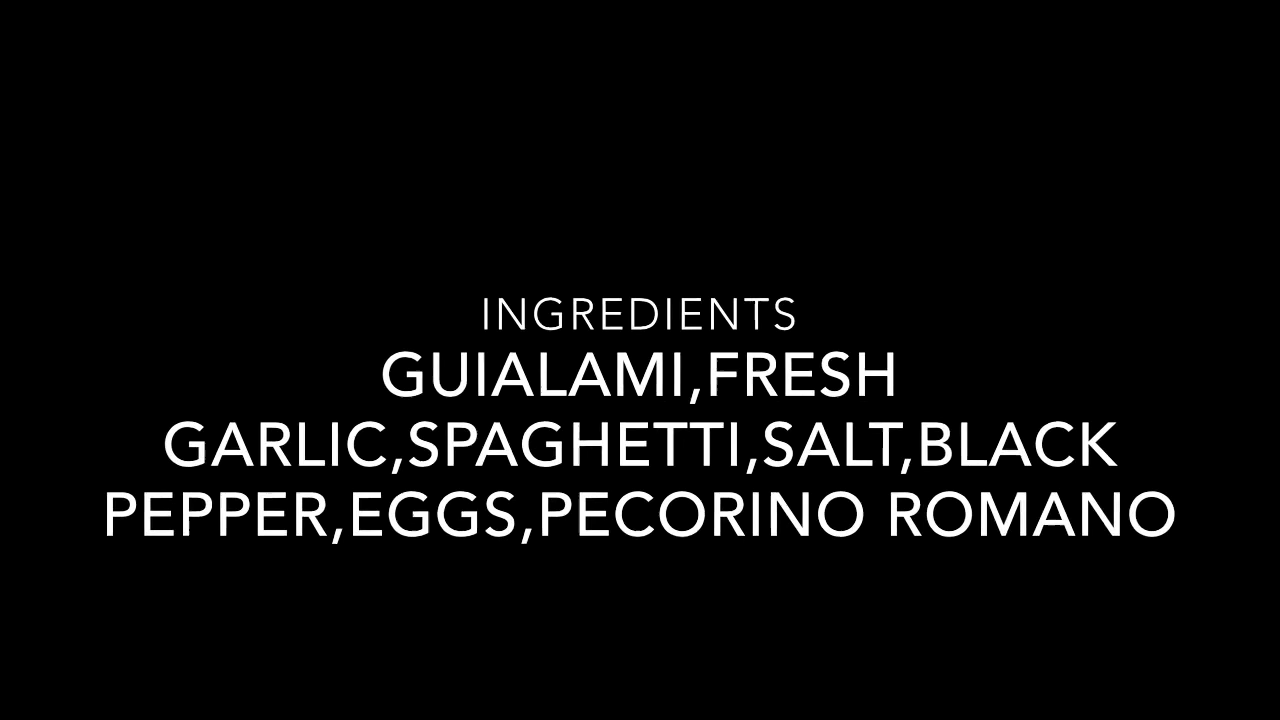 INGREDIENTS
GUIALAMI,FRESH
GARLIC,SPAGHETTI,SALT,BLACK
PEPPER,EGGS,PECORINO ROMANO